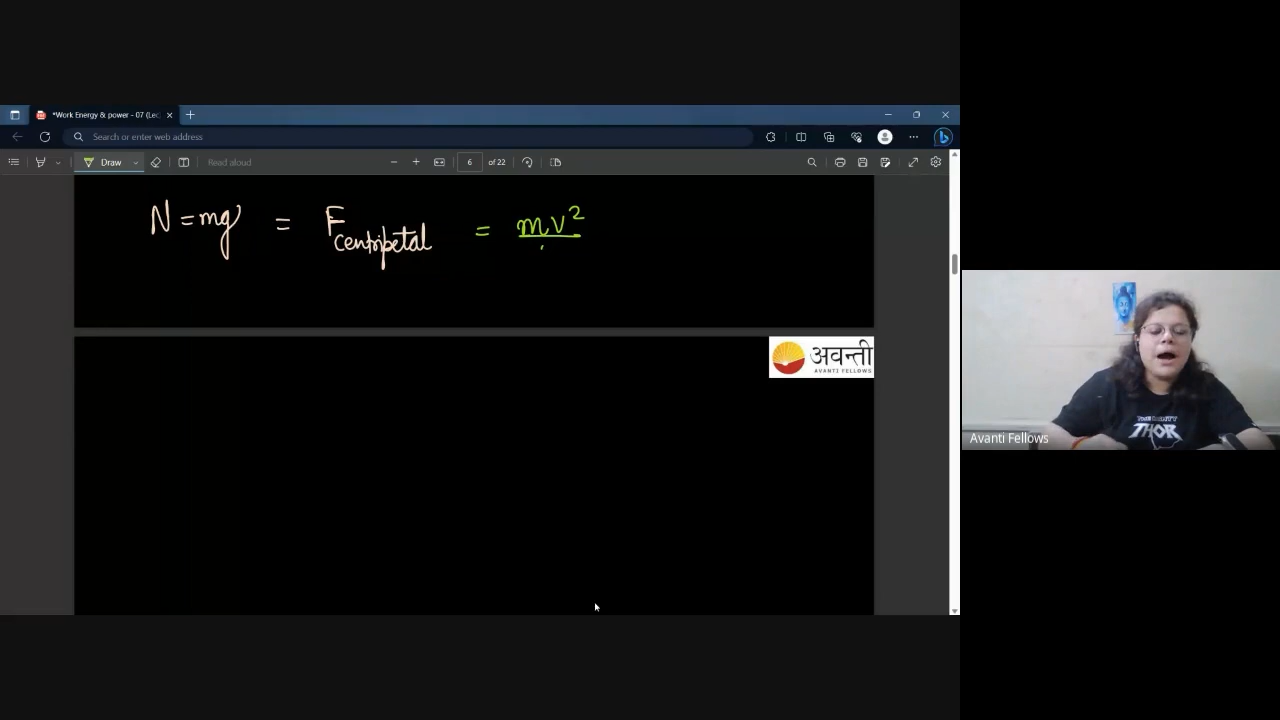 *Work Energy & power - 07 (Lec
Search or enter web address
Draw
Read aloud
6 of 22
N = mg = F centripetal = mv²
अवन्ती
AVANTI FELLOWS
THOR
Avanti Fellows